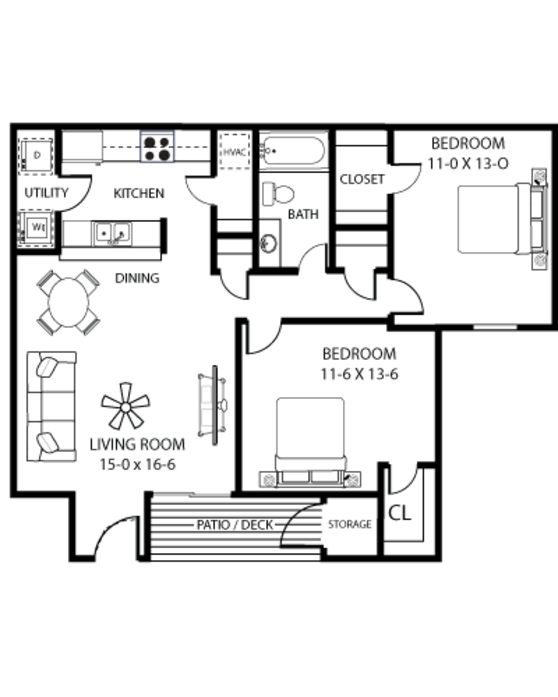 BEDROOM
11-0 X 13-O
D
HVAC
CLOSET
UTILITY
KITCHEN
BATH
DINING
BEDROOM
11-6 X 13-6
LIVING ROOM
15-0 x 16-6
CL
PATIO / DECK
STORAGE